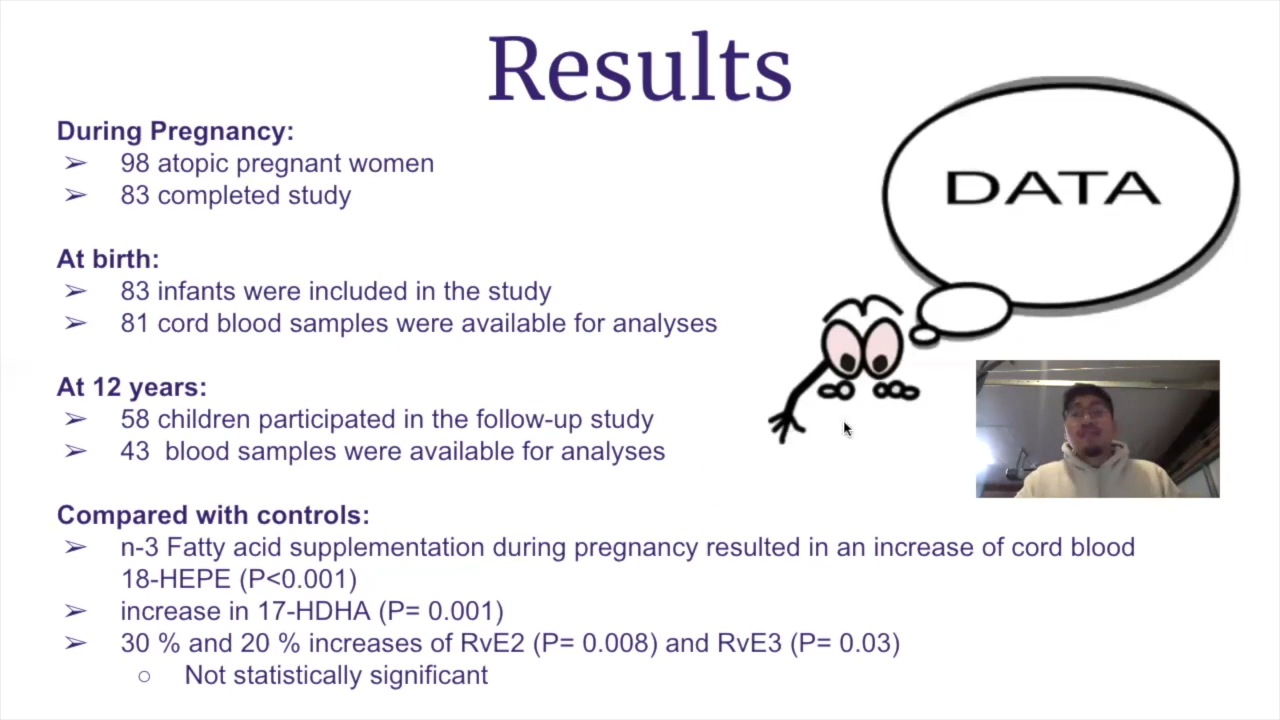 Results
During Pregnancy:
➢ 98 atopic pregnant women
➢ 83 completed study
At birth:
➢ 83 infants were included in the study
➢ 81 cord blood samples were available for analyses
At 12 years:
➢ 58 children participated in the follow-up study
➢ 43 blood samples were available for analyses
Compared with controls:
➢ n-3 Fatty acid supplementation during pregnancy resulted in an increase of cord blood
18-HEPE (P<0.001)
➢ increase in 17-HDHA (P= 0.001)
➢ 30 % and 20 % increases of RvE2 (P= 0.008) and RvE3 (P= 0.03)
○ Not statistically significant
DATA